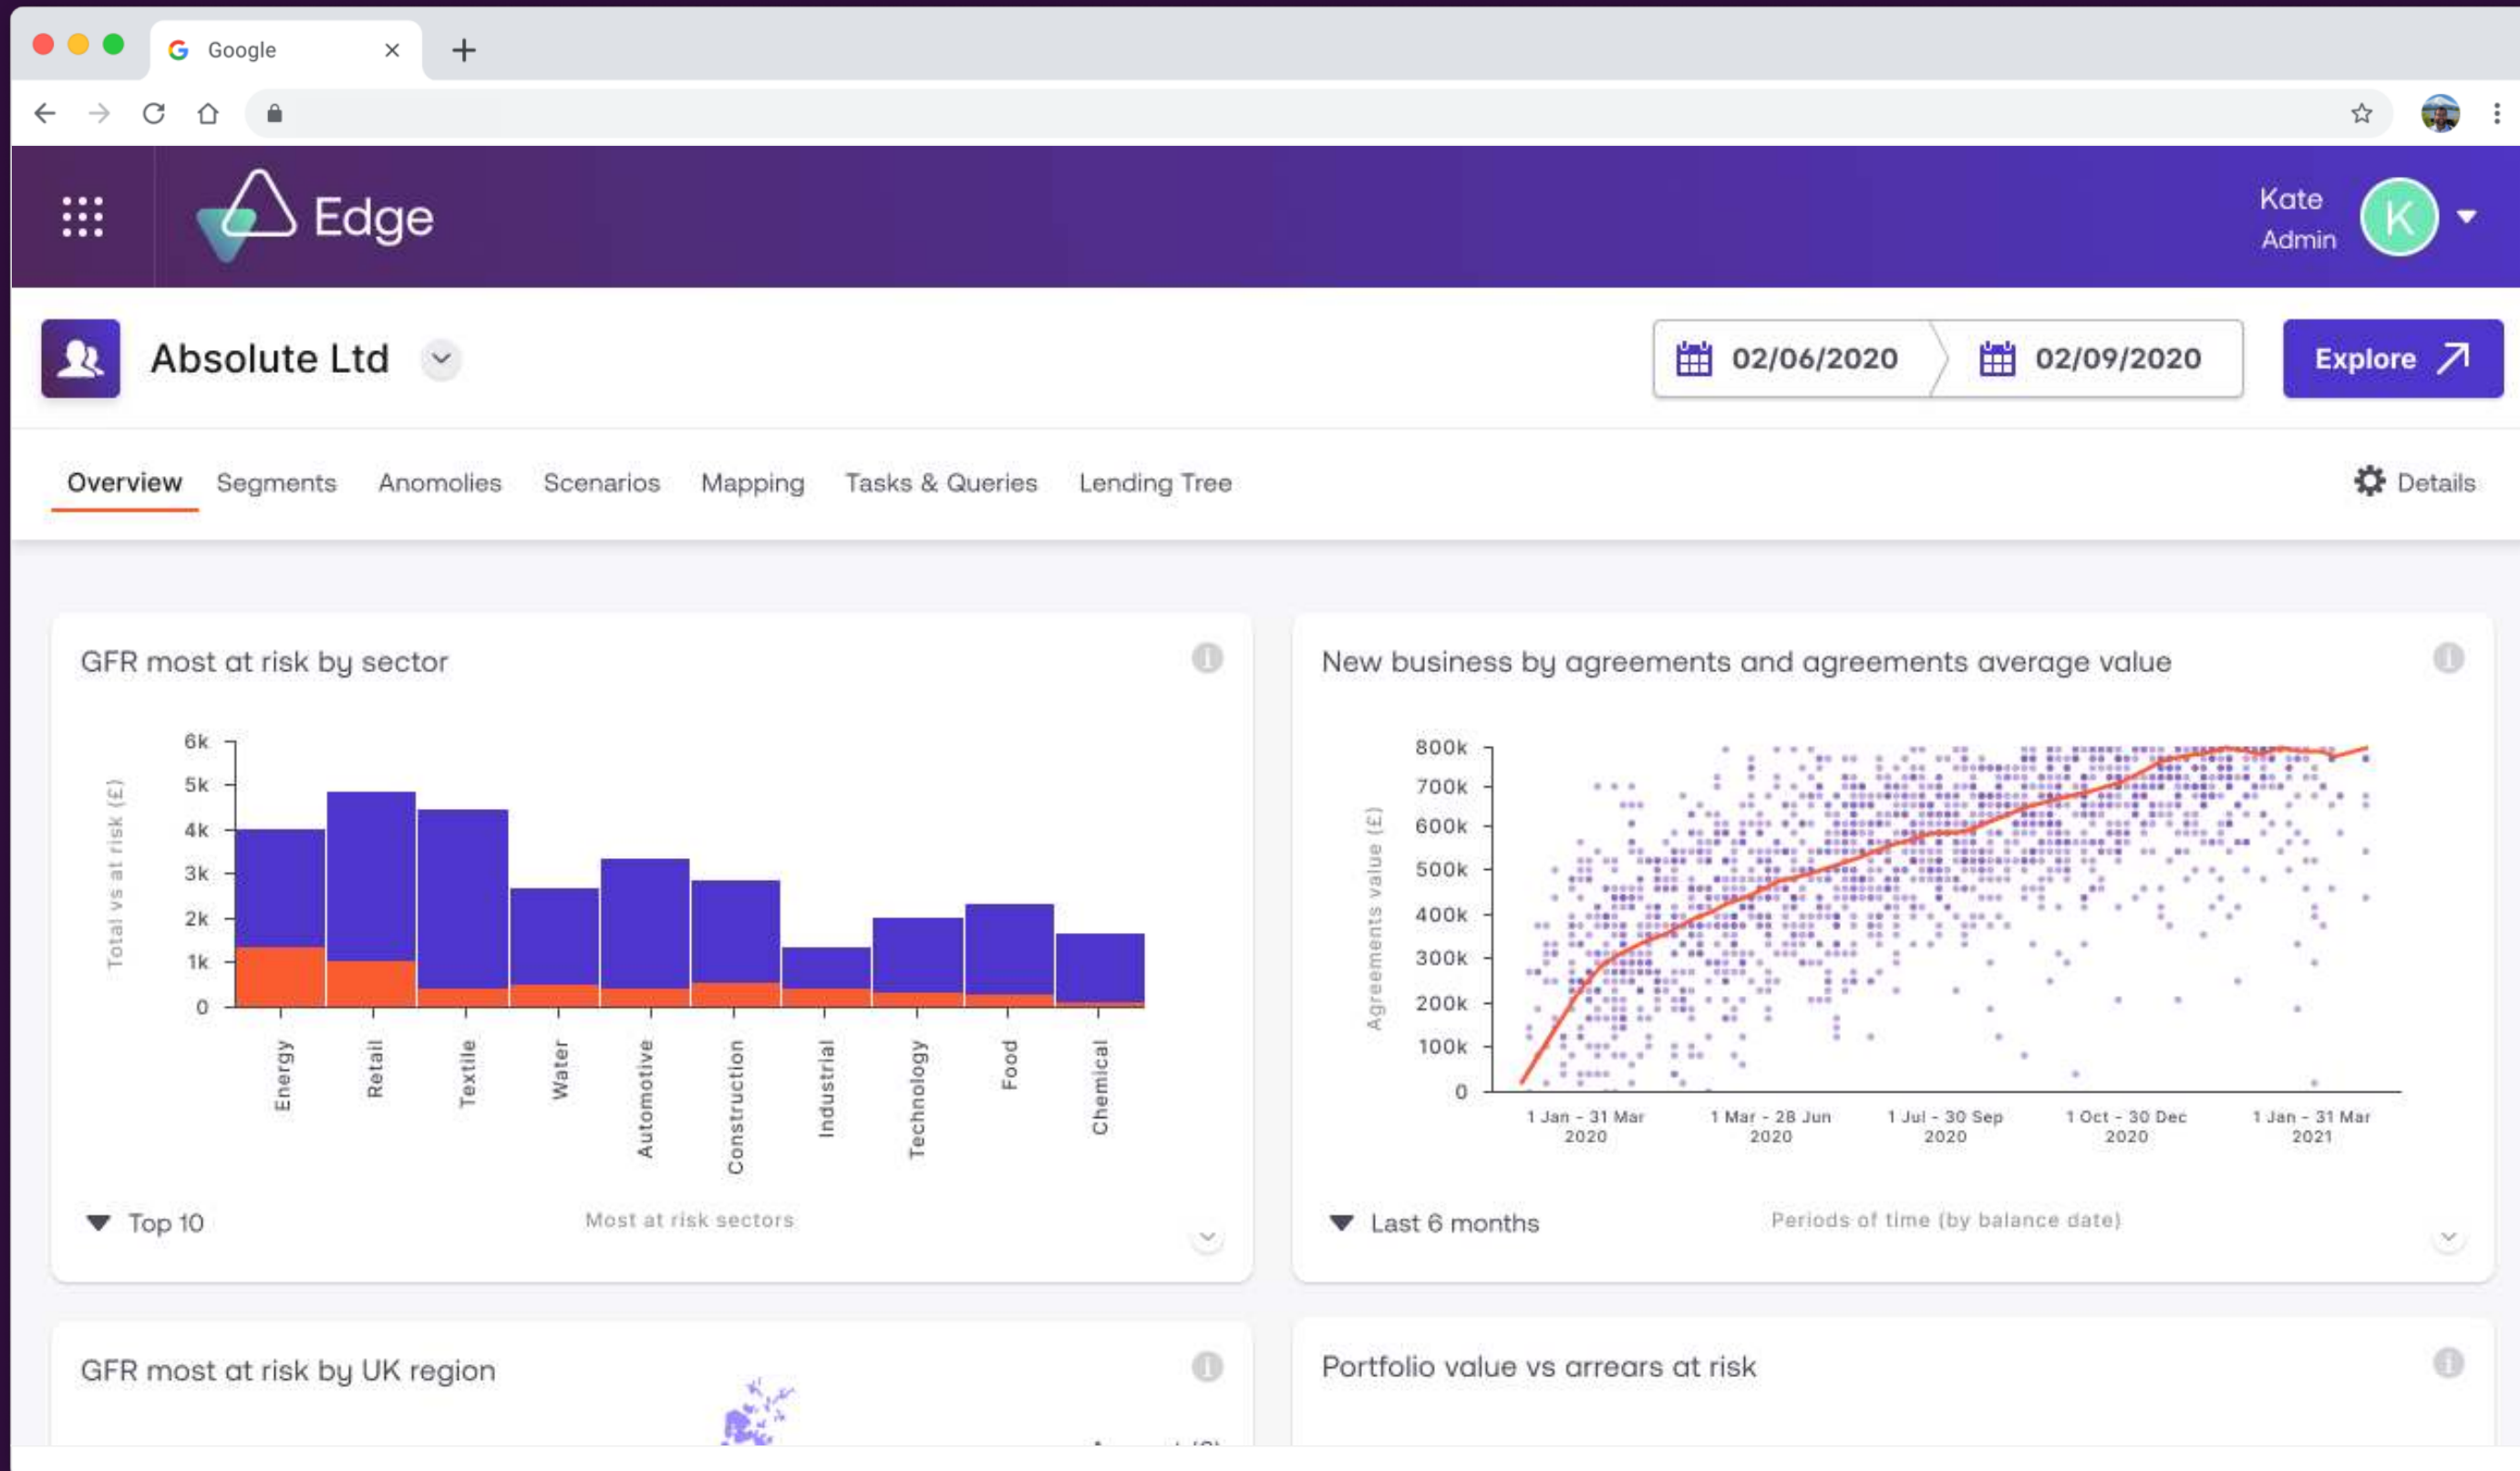 Google
Edge
Kate
Admin
K
Absolute Ltd
02/06/2020
02/09/2020
Explore
Overview
Segments
Anomolies
Scenarios
Mapping
Tasks & Queries
Lending Tree
Details
GFR most at risk by sector
Total vs at risk (£)
6k
5k
4k
3k
2k
1k
0
Energy
Retail
Textile
Water
Automotive
Construction
Industrial
Technology
Food
Chemical
Top 10
Most at risk sectors
New business by agreements and agreements average value
Agreements value (£)
800k
700k
600k
500k
400k
300k
200k
100k
0
1 Jan - 31 Mar
2020
1 Mar - 28 Jun
2020
1 Jul - 30 Sep
2020
1 Oct - 30 Dec
2020
1 Jan - 31 Mar
2021
Last 6 months
Periods of time (by balance date)
GFR most at risk by UK region
Portfolio value vs arrears at risk